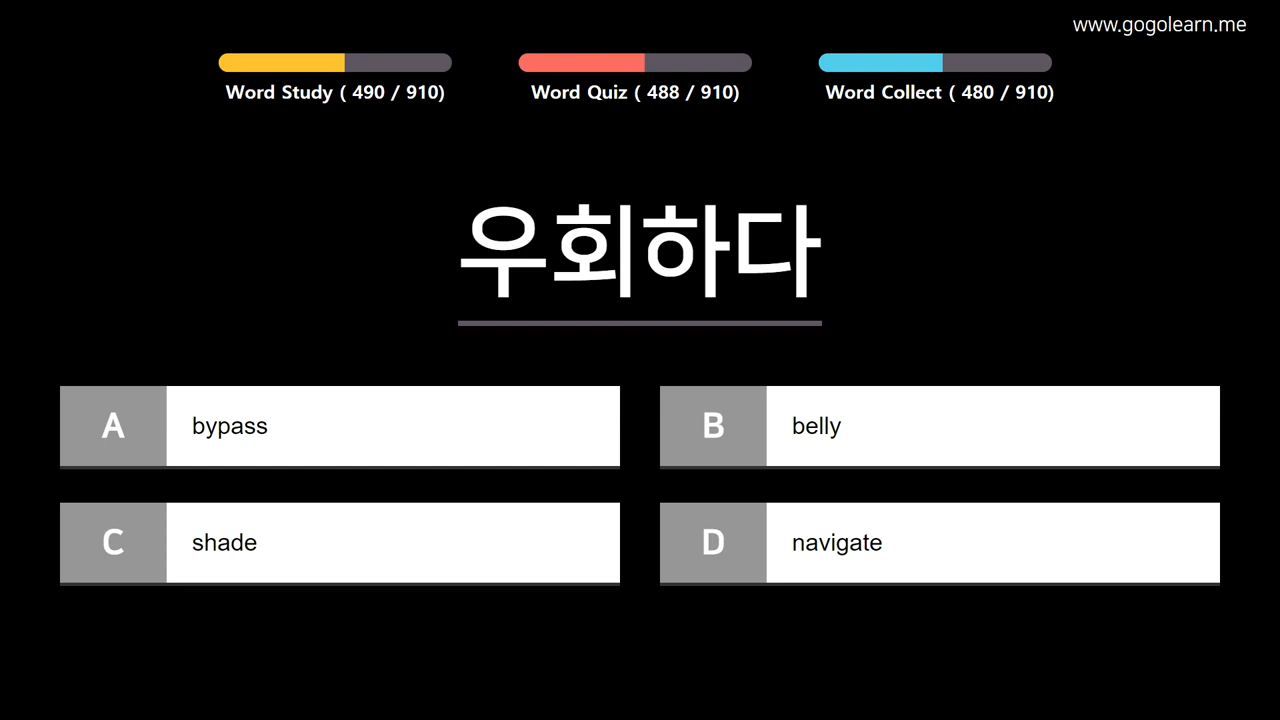 www.gogolearn.me
Word Study ( 490 / 910)
Word Quiz ( 488 / 910)
Word Collect ( 480 / 910)
우회하다
A bypass
B belly
C shade
D navigate